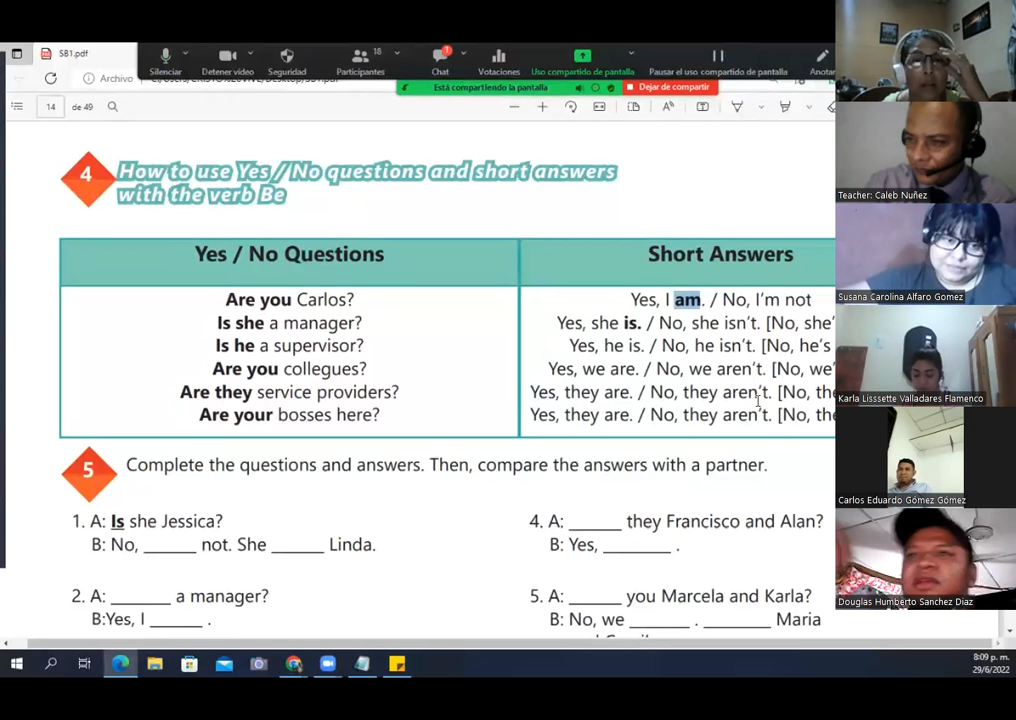 SB1.pdf
Silenciar
Detener video
Seguridad
18
Participantes
1
Chat
Votaciones
Uso compartido de pantalla
Pausar el uso compartido de pantalla
Anotar
Archivo
Está compartiendo la pantalla
Dejar de compartir
14 de 49
4 How to use Yes / No questions and short answers
with the verb Be
Yes / No Questions
Are you Carlos?
Is she a manager?
Is he a supervisor?
Are you collegues?
Are they service providers?
Are your bosses here?
Short Answers
Yes, I am. / No, I'm not
Yes, she is. / No, she isn't. [No, she'
Yes, he is. / No, he isn't. [No, he's
Yes, we are. / No, we aren't. [No, we'
Yes, they are. / No, they aren't. [No, the
Yes, they are. / No, they aren't. [No, the
5 Complete the questions and answers. Then, compare the answers with a partner.
1. A: Is she Jessica?
B: No, ______ not. She ______ Linda.
2. A: _______ a manager?
B:Yes, I ______ .
4. A: ______ they Francisco and Alan?
B: Yes, ________ .
5. A: ______ you Marcela and Karla?
B: No, we _______ . ________ Maria
Teacher: Caleb Nuñez
Susana Carolina Alfaro Gomez
Karla Lisssette Valladares Flamenco
Carlos Eduardo Gómez Gómez
Douglas Humberto Sanchez Diaz
8:09 p. m.
29/6/2022